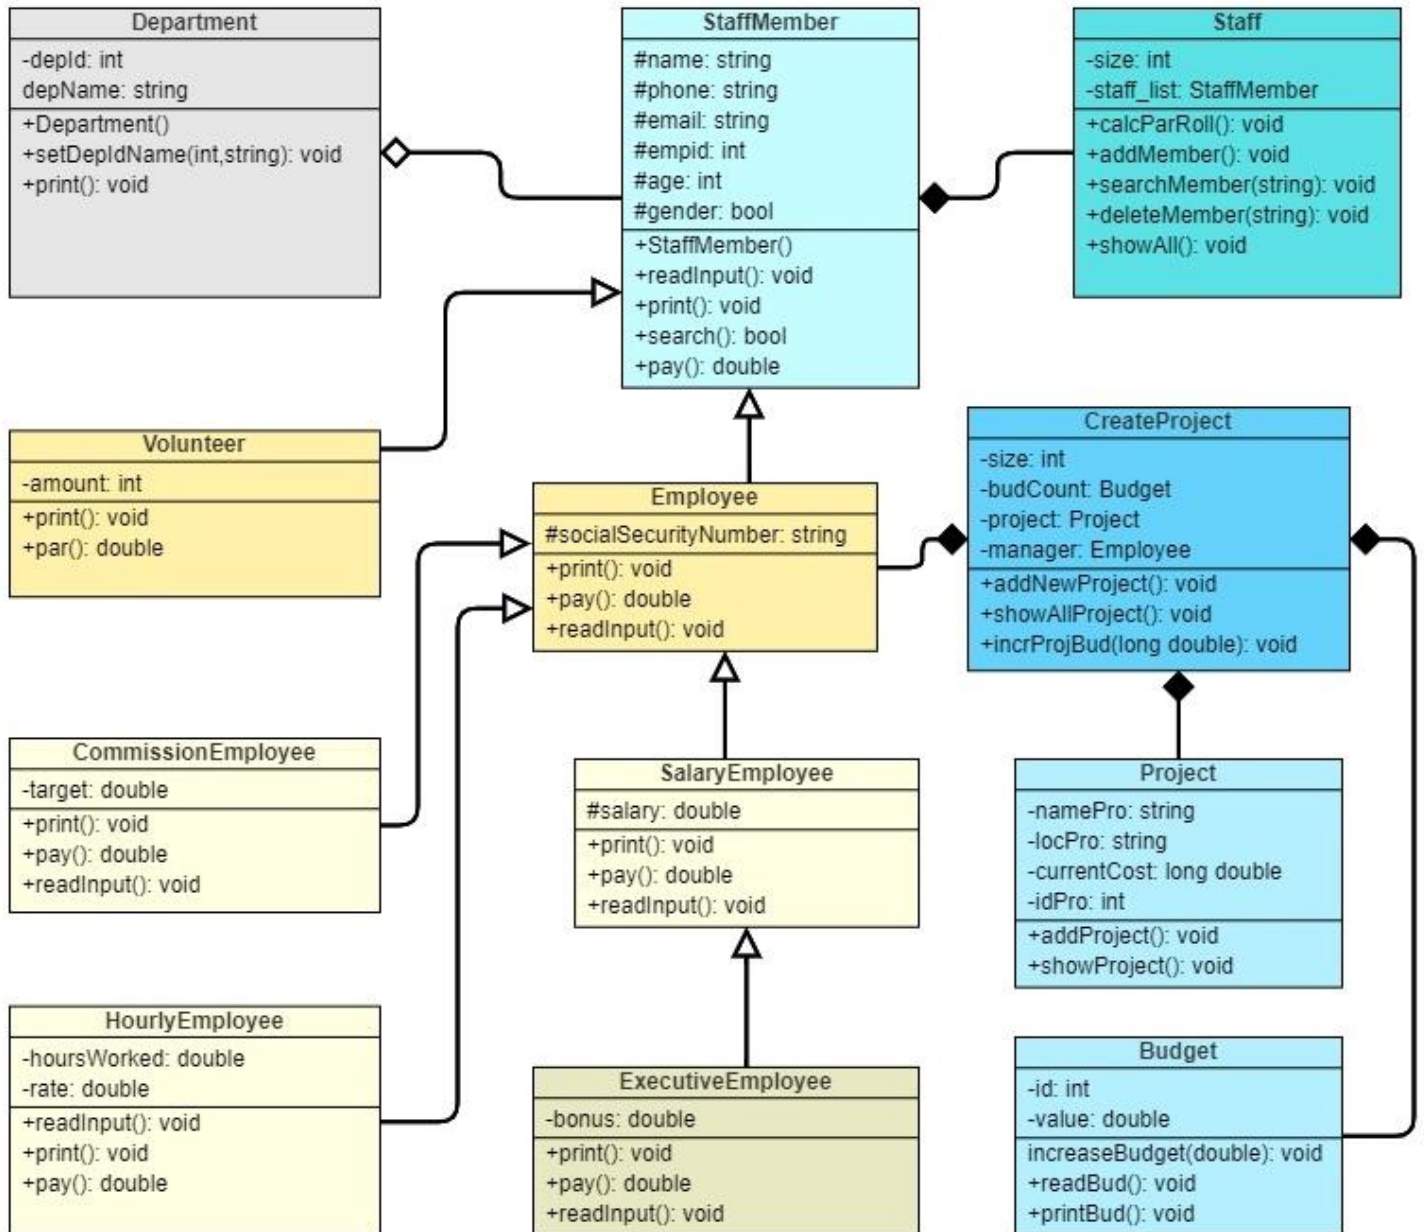 Department
-depId: int
depName: string
+Department()
+setDepIdName(int,string): void
+print(): void
StaffMember
#name: string
#phone: string
#email: string
#empid: int
#age: int
#gender: bool
+StaffMember()
+readInput(): void
+print(): void
+search(): bool
+pay(): double
Staff
-size: int
-staff_list: StaffMember
+calcParRoll(): void
+addMember(): void
+searchMember(string): void
+deleteMember(string): void
+showAll(): void
Volunteer
-amount: int
+print(): void
+par(): double
Employee
#socialSecurityNumber: string
+print(): void
+pay(): double
+readInput(): void
CreateProject
-size: int
-budCount: Budget
-project: Project
-manager: Employee
+addNewProject(): void
+showAllProject(): void
+incrProjBud(long double): void
CommissionEmployee
-target: double
+print(): void
+pay(): double
+readInput(): void
SalaryEmployee
#salary: double
+print(): void
+pay(): double
+readInput(): void
Project
-namePro: string
-locPro: string
-currentCost: long double
-idPro: int
+addProject(): void
+showProject(): void
HourlyEmployee
-hoursWorked: double
-rate: double
+readInput(): void
+print(): void
+pay(): double
ExecutiveEmployee
-bonus: double
+print(): void
+pay(): double
+readInput(): void
Budget
-id: int
-value: double
increaseBudget(double): void
+readBud(): void
+printBud(): void